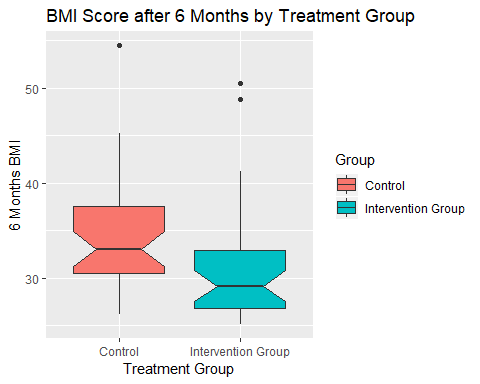 BMI Score after 6 Months by Treatment Group
6 Months BMI
50
40
30
Control
Intervention Group
Treatment Group
Group
Control
Intervention Group